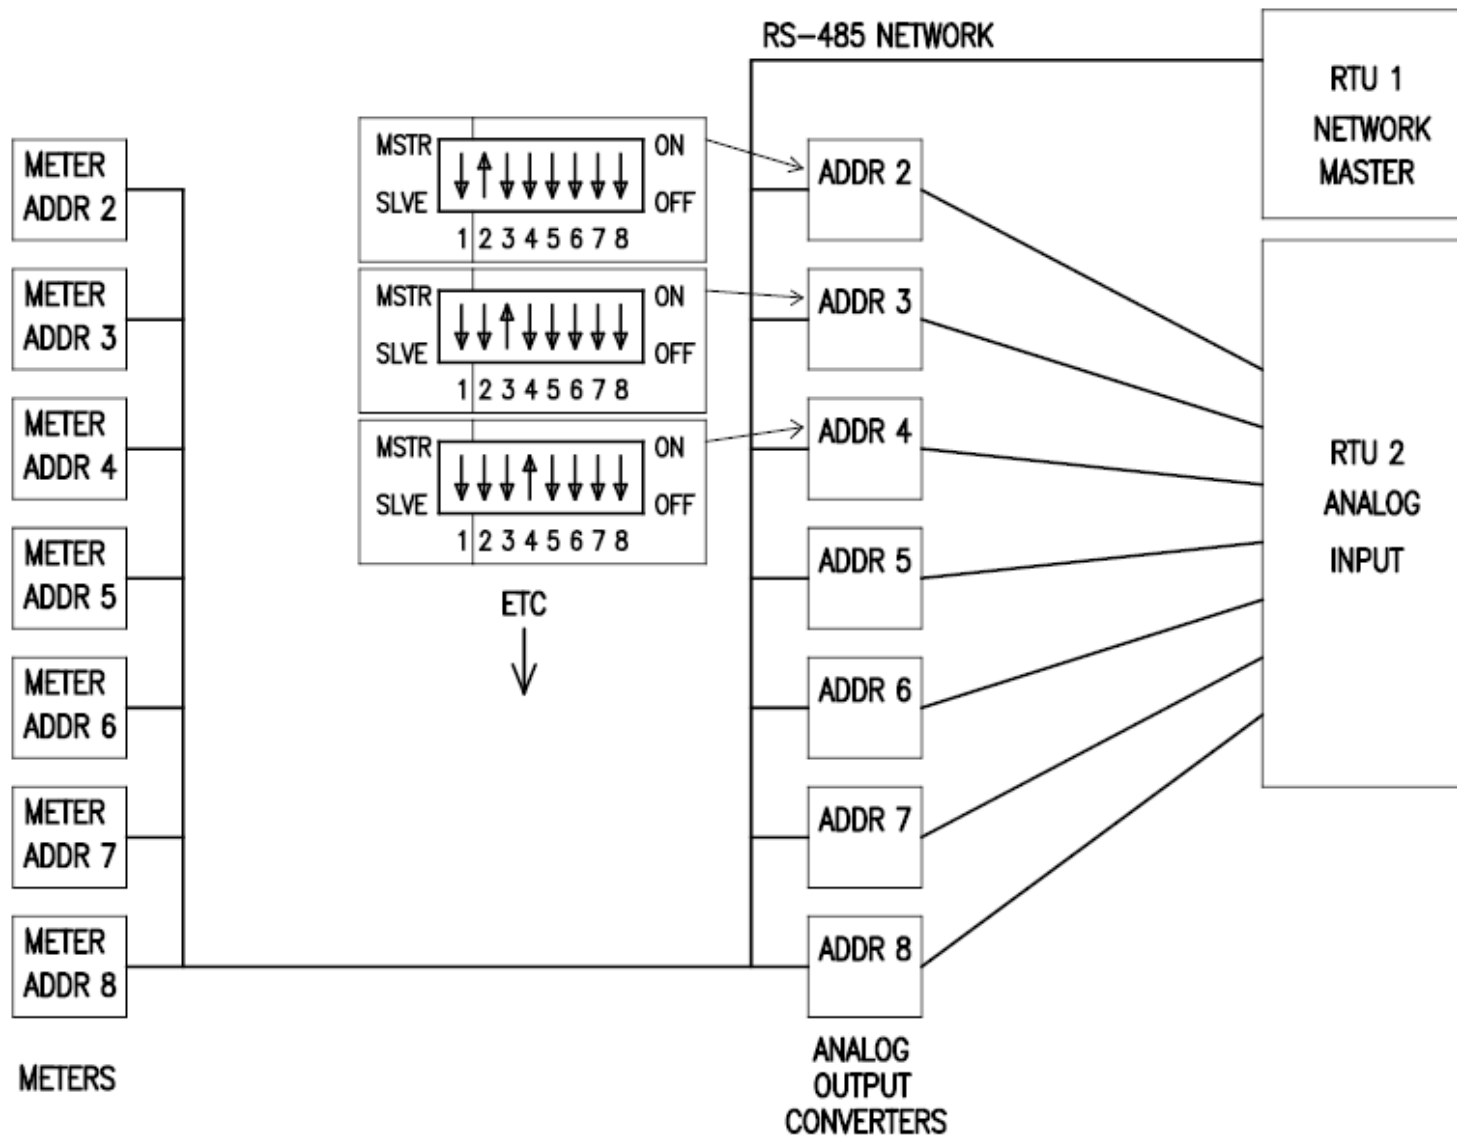 RS-485 NETWORK
RTU 1
NETWORK
MASTER
METER
ADDR 2
METER
ADDR 3
METER
ADDR 4
METER
ADDR 5
METER
ADDR 6
METER
ADDR 7
METER
ADDR 8
METERS
MSTR
ON
SLVE
OFF
1 2 3 4 5 6 7 8
MSTR
ON
SLVE
OFF
1 2 3 4 5 6 7 8
MSTR
ON
SLVE
OFF
1 2 3 4 5 6 7 8
ETC
ADDR 2
ADDR 3
ADDR 4
ADDR 5
ADDR 6
ADDR 7
ADDR 8
ANALOG
OUTPUT
CONVERTERS
RTU 2
ANALOG
INPUT